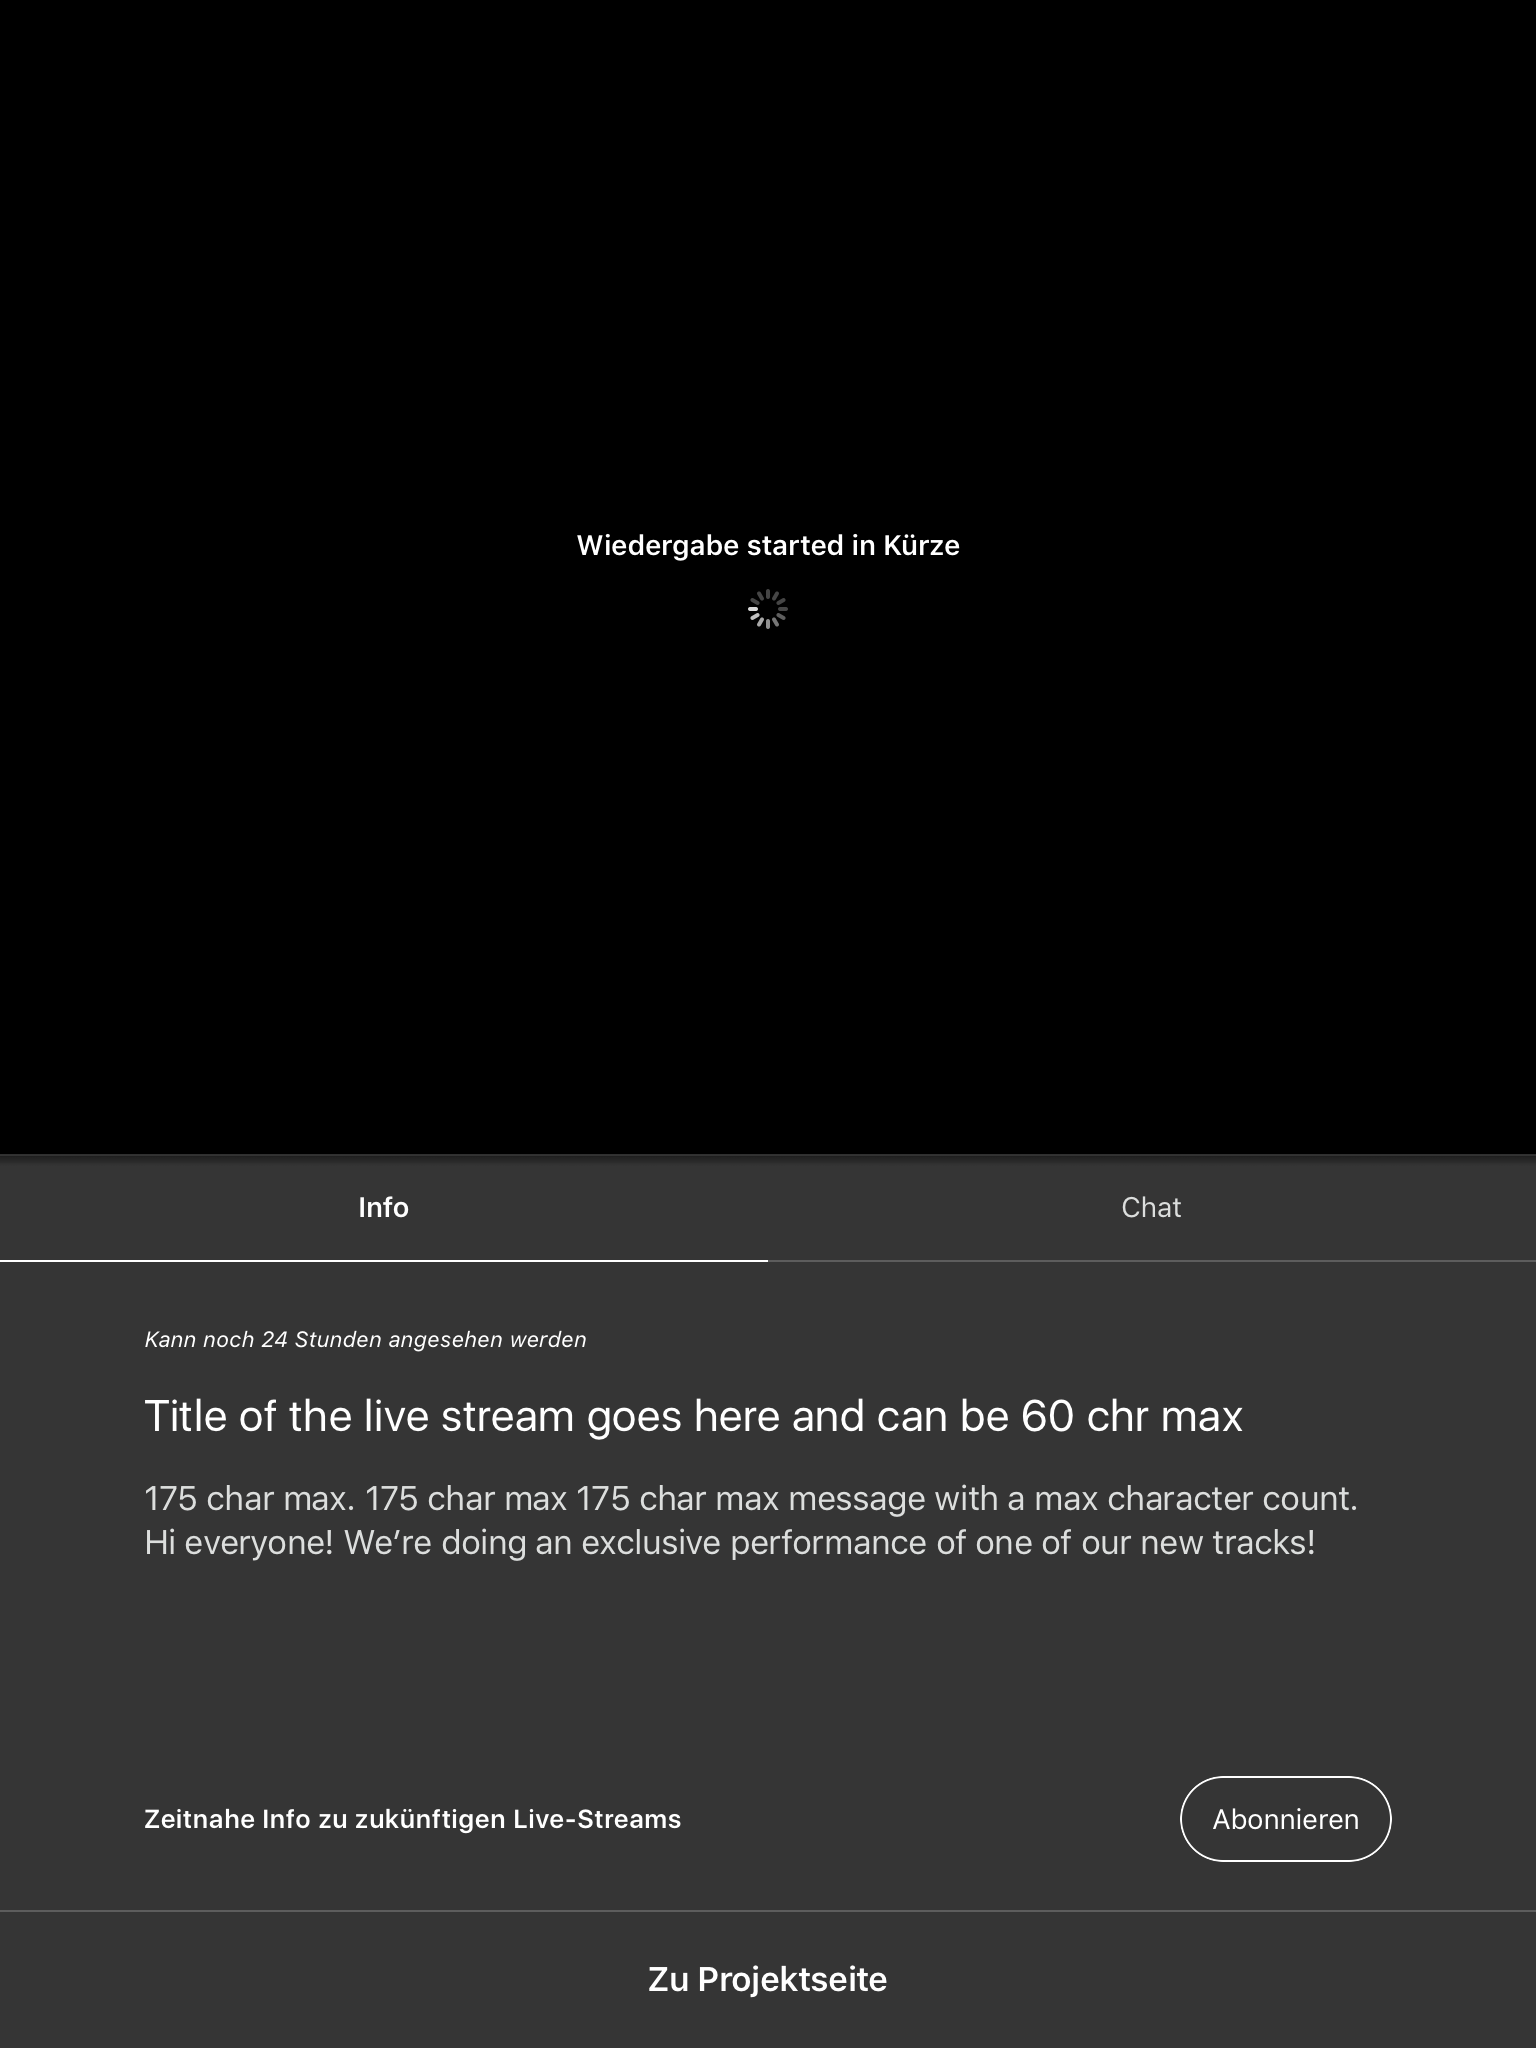 Wiedergabe started in Kürze
Info
Chat
Kann noch 24 Stunden angesehen werden
Title of the live stream goes here and can be 60 chr max
175 char max. 175 char max 175 char max message with a max character count.
Hi everyone! We’re doing an exclusive performance of one of our new tracks!
Zeitnahe Info zu zukünftigen Live-Streams
Abonnieren
Zu Projektseite